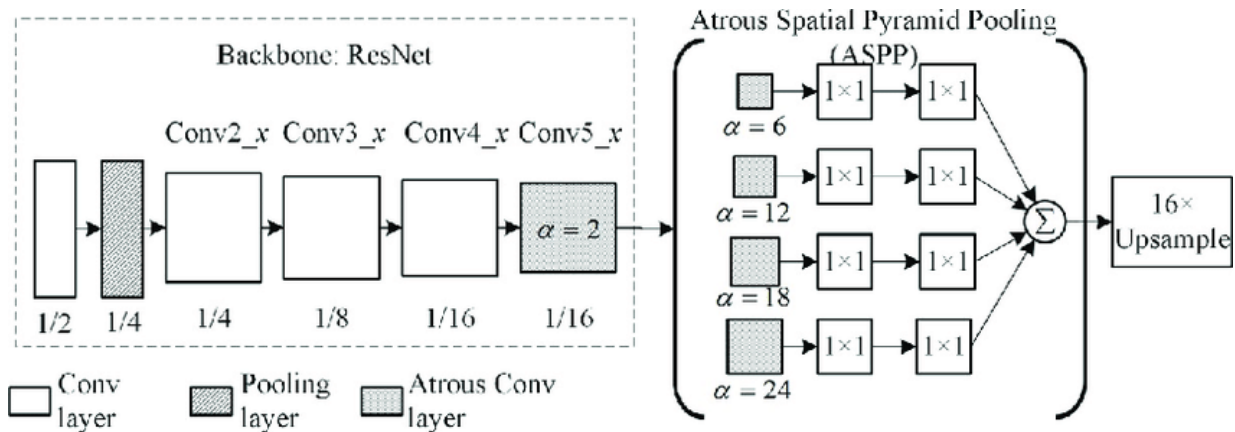 Atrous Spatial Pyramid Pooling
(ASPP)
Backbone: ResNet
Conv2_x Conv3_x Conv4_x Conv5_x
α = 2
1/2 1/4 1/4 1/8 1/16 1/16
Conv
layer
Pooling
layer
Atrous Conv
layer
1×1 1×1
α = 6
1×1 1×1
α = 12
1×1 1×1
α = 18
1×1 1×1
α = 24
Σ
16×
Upsample